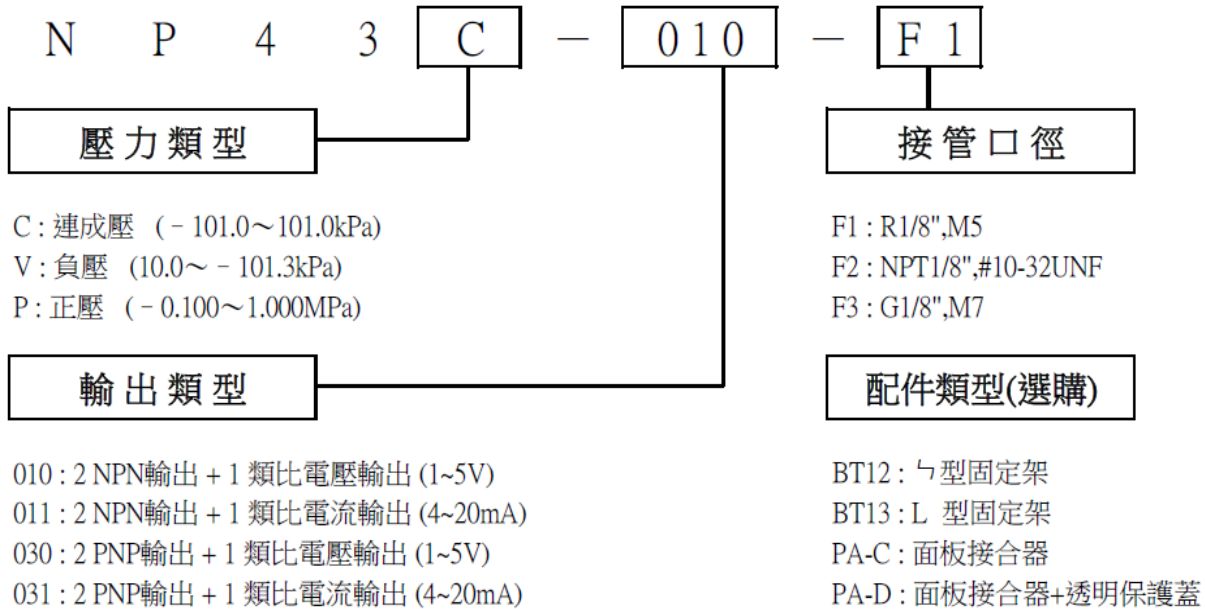 N P 4 3 C － 010 － F1
壓力類型
C : 連成壓 (－101.0～101.0kPa)
V : 負壓 (10.0～－101.3kPa)
P : 正壓 (－0.100～1.000MPa)
輸出類型
010 : 2 NPN輸出 + 1 類比電壓輸出 (1~5V)
011 : 2 NPN輸出 + 1 類比電流輸出 (4~20mA)
030 : 2 PNP輸出 + 1 類比電壓輸出 (1~5V)
031 : 2 PNP輸出 + 1 類比電流輸出 (4~20mA)
接管口徑
F1 : R1/8",M5
F2 : NPT1/8",#10-32UNF
F3 : G1/8",M7
配件類型(選購)
BT12 : ㄣ型固定架
BT13 : L 型固定架
PA-C : 面板接合器
PA-D : 面板接合器+透明保護蓋